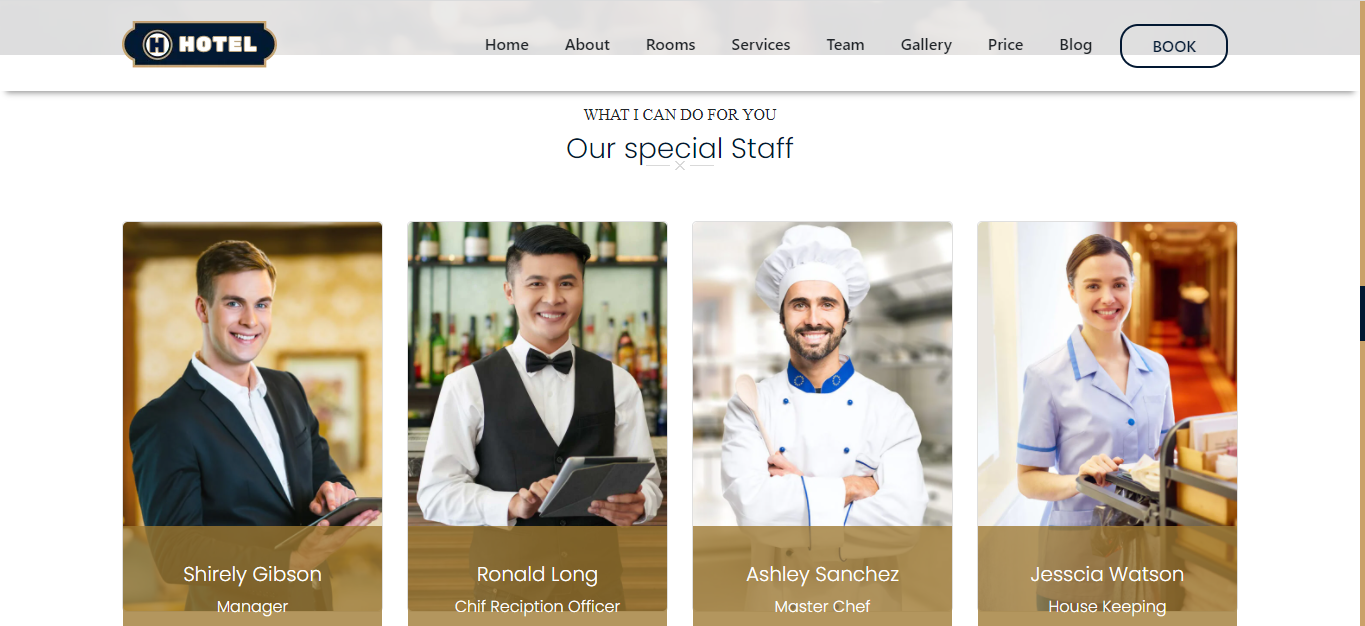 H HOTEL
Home About Rooms Services Team Gallery Price Blog BOOK
WHAT I CAN DO FOR YOU
Our special Staff
Shirely Gibson
Manager
Ronald Long
Chif Reciption Officer
Ashley Sanchez
Master Chef
Jesscia Watson
House Keeping